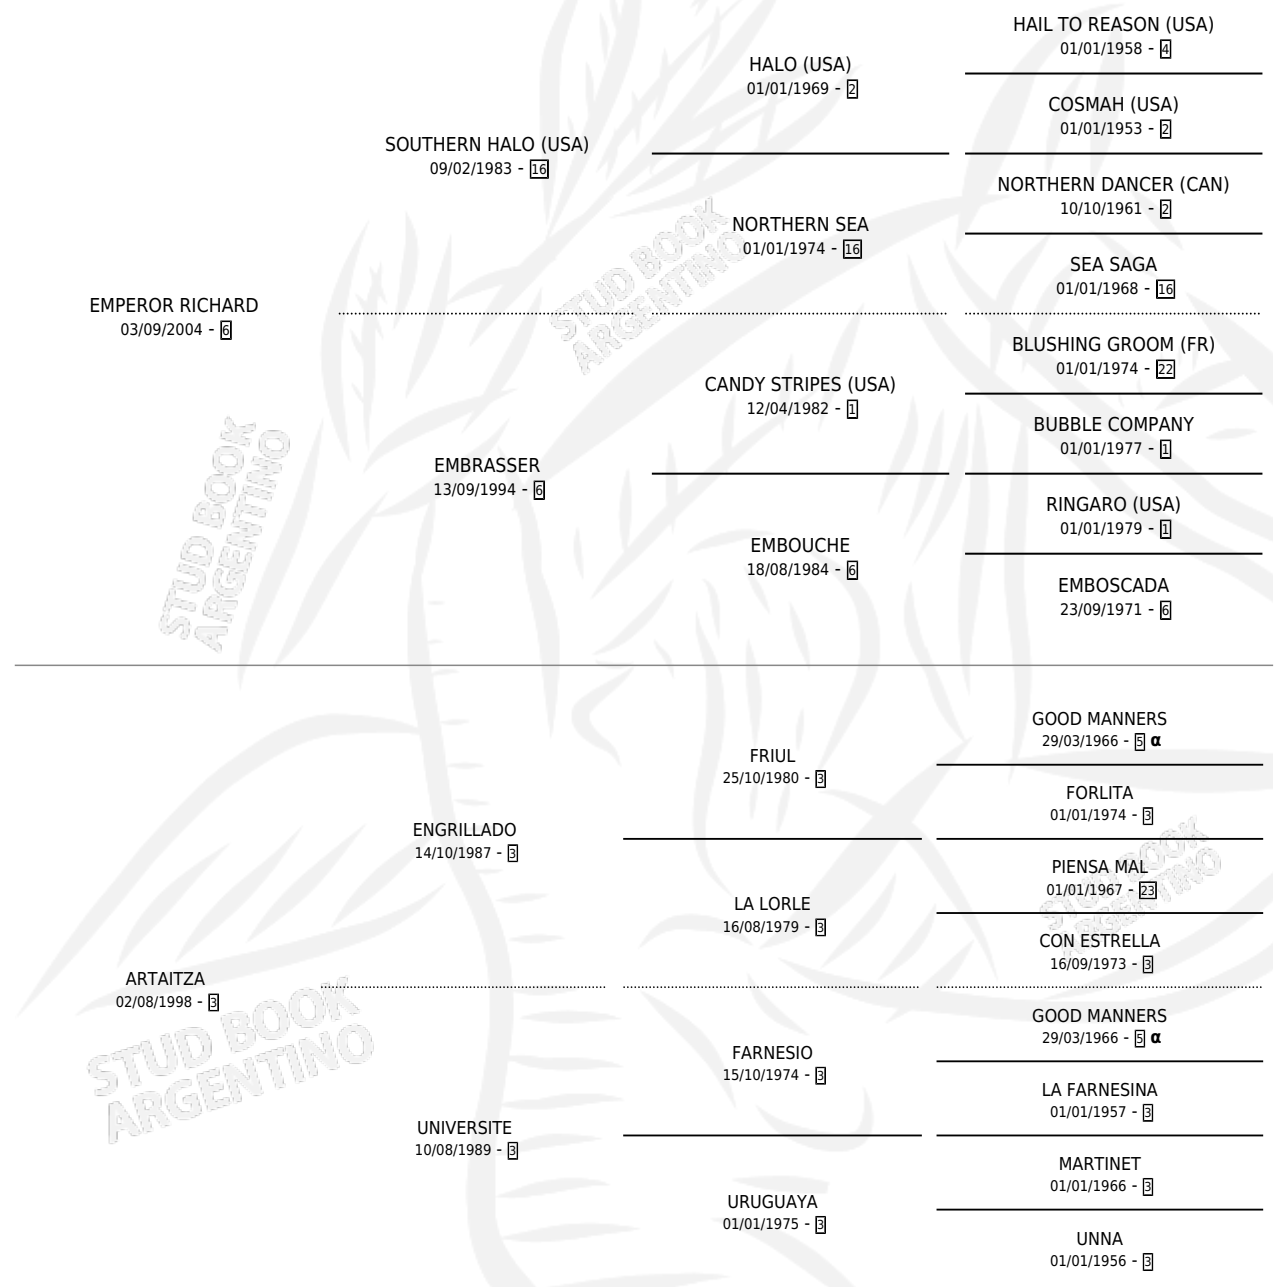 HAIL TO REASON (USA)
01/01/1958 - 4
HALO (USA)
01/01/1969 - 2
COSMAH (USA)
01/01/1953 - 2
SOUTHERN HALO (USA)
09/02/1983 - 16
NORTHERN DANCER (CAN)
10/10/1961 - 2
NORTHERN SEA
01/01/1974 - 16
SEA SAGA
01/01/1968 - 16
EMPEROR RICHARD
03/09/2004 - 6
BLUSHING GROOM (FR)
01/01/1974 - 22
CANDY STRIPES (USA)
12/04/1982 - 1
BUBBLE COMPANY
01/01/1977 - 1
EMBRASSER
13/09/1994 - 6
RINGARO (USA)
01/01/1979 - 1
EMBOUCHE
18/08/1984 - 6
EMBOSCADA
23/09/1971 - 6
STUD BOOK
ARGENTINO
STUD BOOK
ARGENTINO
GOOD MANNERS
29/03/1966 - 5 α
FRIUL
25/10/1980 - 3
FORLITA
01/01/1974 - 3
ENGRILLADO
14/10/1987 - 3
PIENSA MAL
01/01/1967 - 23
LA LORLE
16/08/1979 - 3
CON ESTRELLA
16/09/1973 - 3
ARTAITZA
02/08/1998 - 3
GOOD MANNERS
29/03/1966 - 5 α
FARNESIO
15/10/1974 - 3
LA FARNESINA
01/01/1957 - 3
UNIVERSITE
10/08/1989 - 3
MARTINET
01/01/1966 - 3
URUGUAYA
01/01/1975 - 3
UNNA
01/01/1956 - 3
STUD BOOK
ARGENTINO
STUD BOOK
ARGENTINO